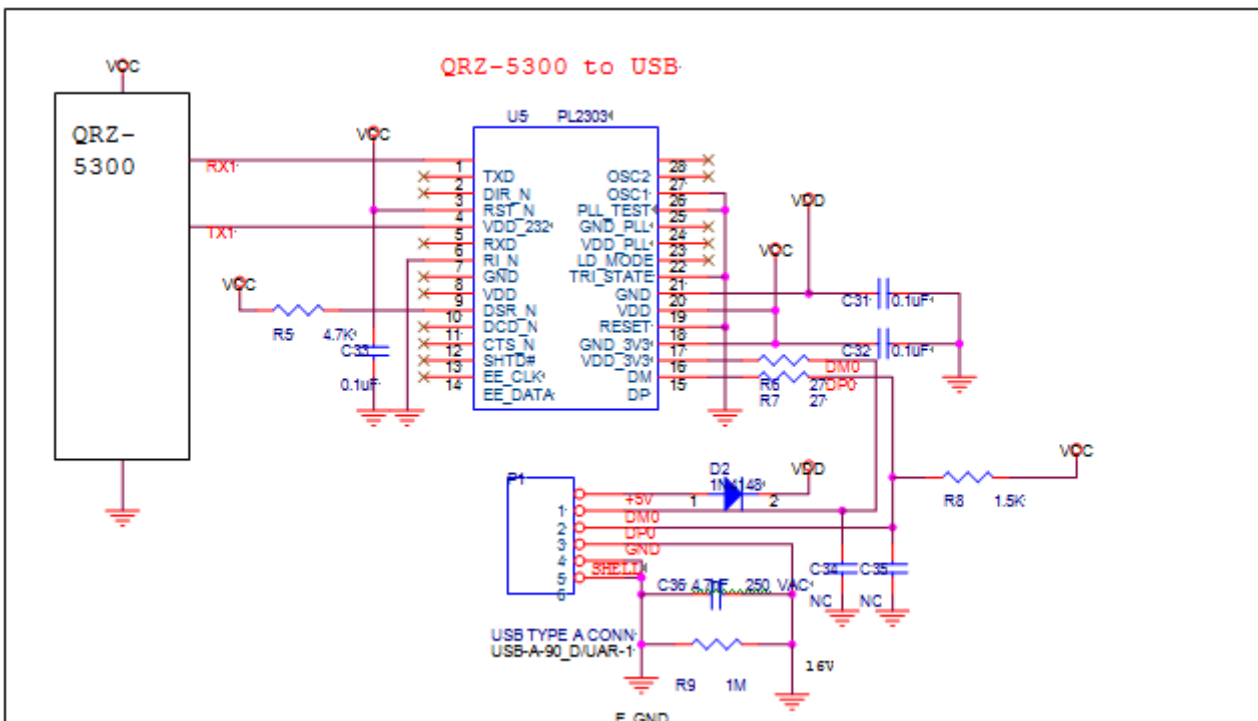 QRZ-5300 to USB
VCC
QRZ-
5300
RX1
TX1
VCC
U5 PL2303
1
2
3
4
5
6
7
8
9
10
11
12
13
14
TXD
DIR_N
RST_N
VDD_232
RXD
RI_N
GND
VDD
DSR_N
DCD_N
CTS_N
SHTD#
EE_CLK
EE_DATA
OSC2
OSC1
PLL_TEST
GND_PLL
VDD_PLL
LD_MODE
TRI_STATE
GND
VDD
RESET
GND_3V3
VDD_3V3
DM
DP
28
27
26
25
24
23
22
21
20
19
18
17
16
15
VCC
R5 4.7K
C33
0.1uF
VDD
VCC
C31 0.1uF
C32 0.1uF
DM0
R6 27
DP0
R7 27
P1
1
2
3
4
5
6
+5V
DM0
DP0
GND
SHELL
D2
1N4148
1 2
VDD
VCC
R8 1.5K
C34
NC
C35
NC
C36 250 VAC
USB TYPE A CONN
USB-A-90_D/UAR-1
R9 1M
16V